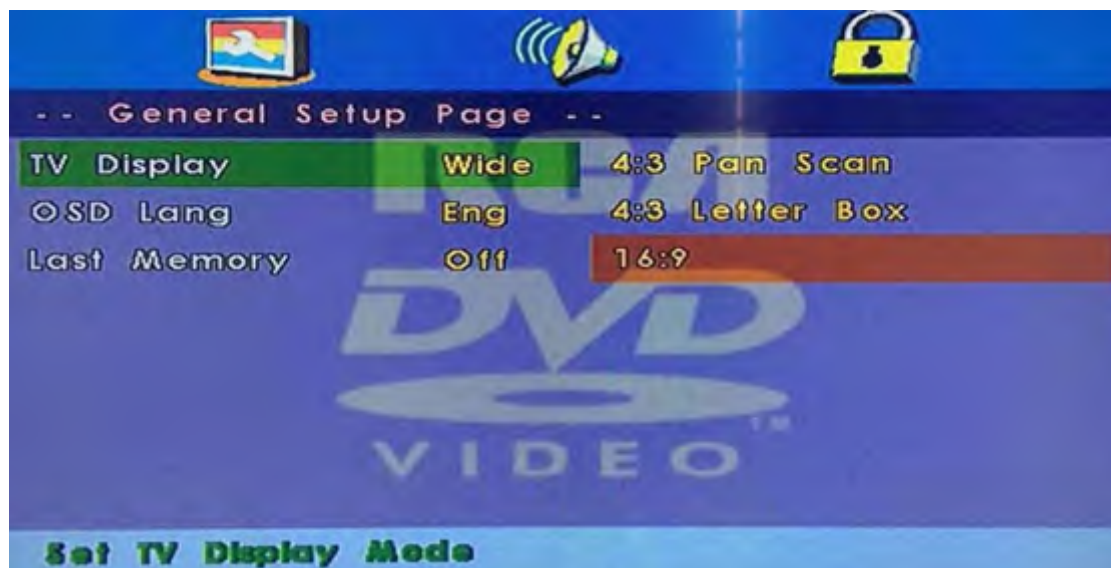 -- General Setup Page --
TV Display Wide 4:3 Pan Scan
OSD Lang Eng 4:3 Letter Box
Last Memory Off 16:9
RCA
DVD
VIDEO
TM
Set TV Display Mode